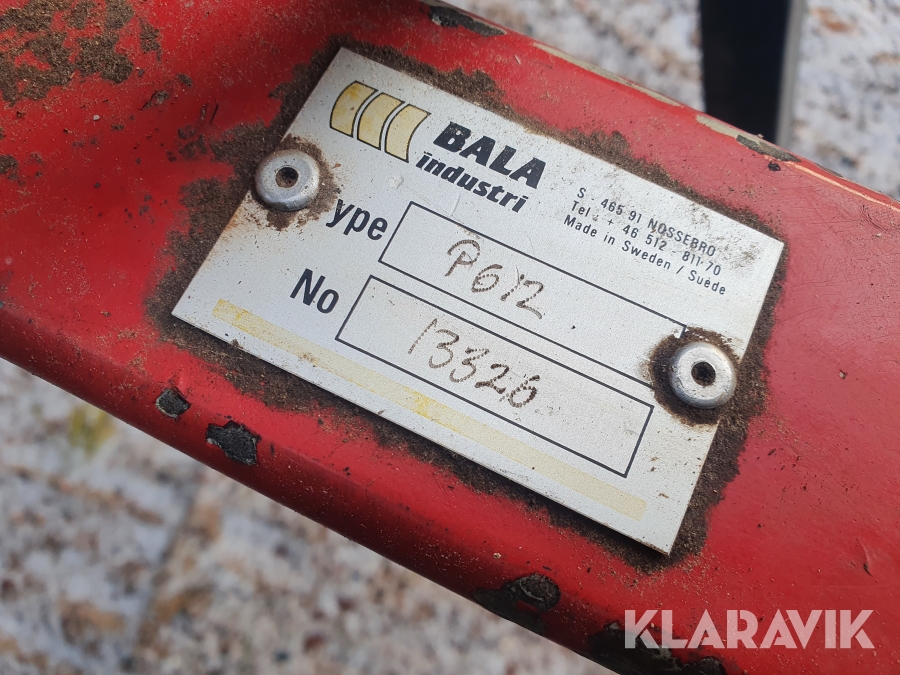 BALA
industri
S. 465 91 NOSSEBRO
Tel. + 46 512 811 70
Made in Sweden / Suède
ype
P612
No
13326
KLARAVIK